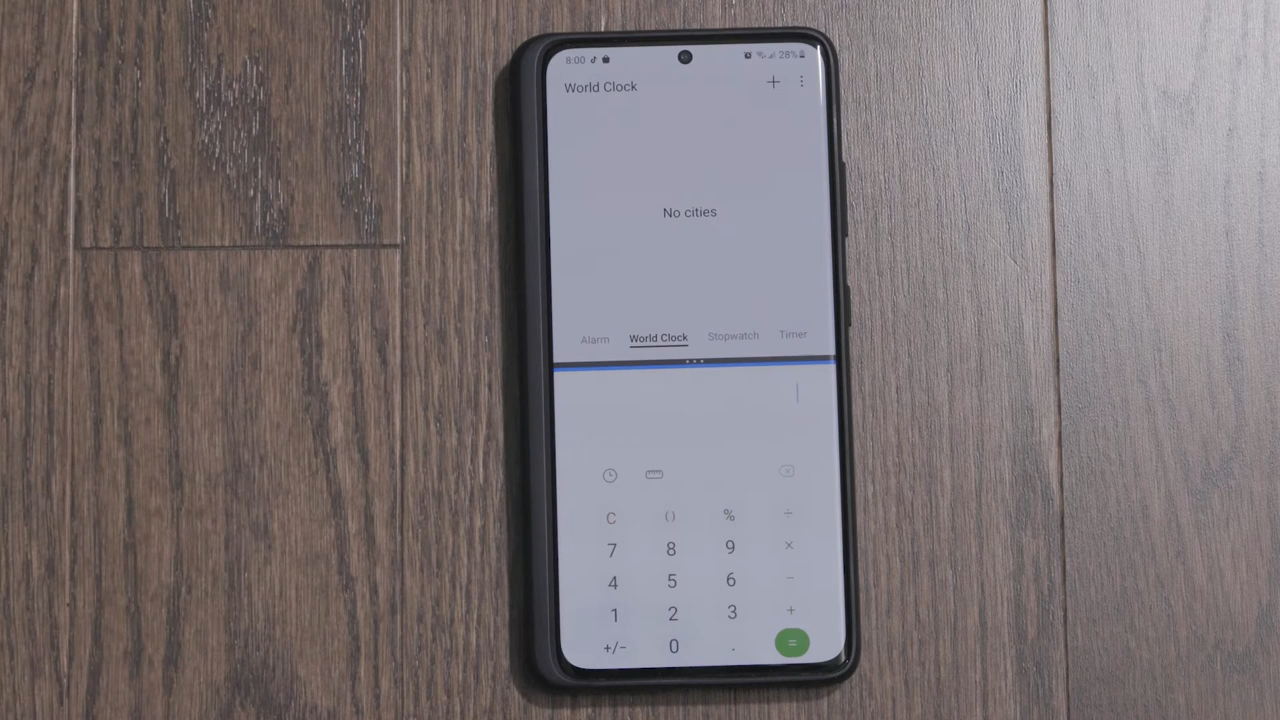 8:00 28%
World Clock +
No cities
Alarm World Clock Stopwatch Timer
C () % ÷
7 8 9 ×
4 5 6 −
1 2 3 +
+/− 0 . =